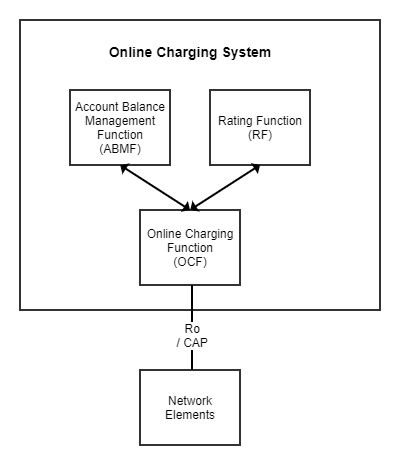 Online Charging System
Account Balance
Management
Function
(ABMF)
Rating Function
(RF)
Online Charging
Function
(OCF)
Ro
/ CAP
Network
Elements